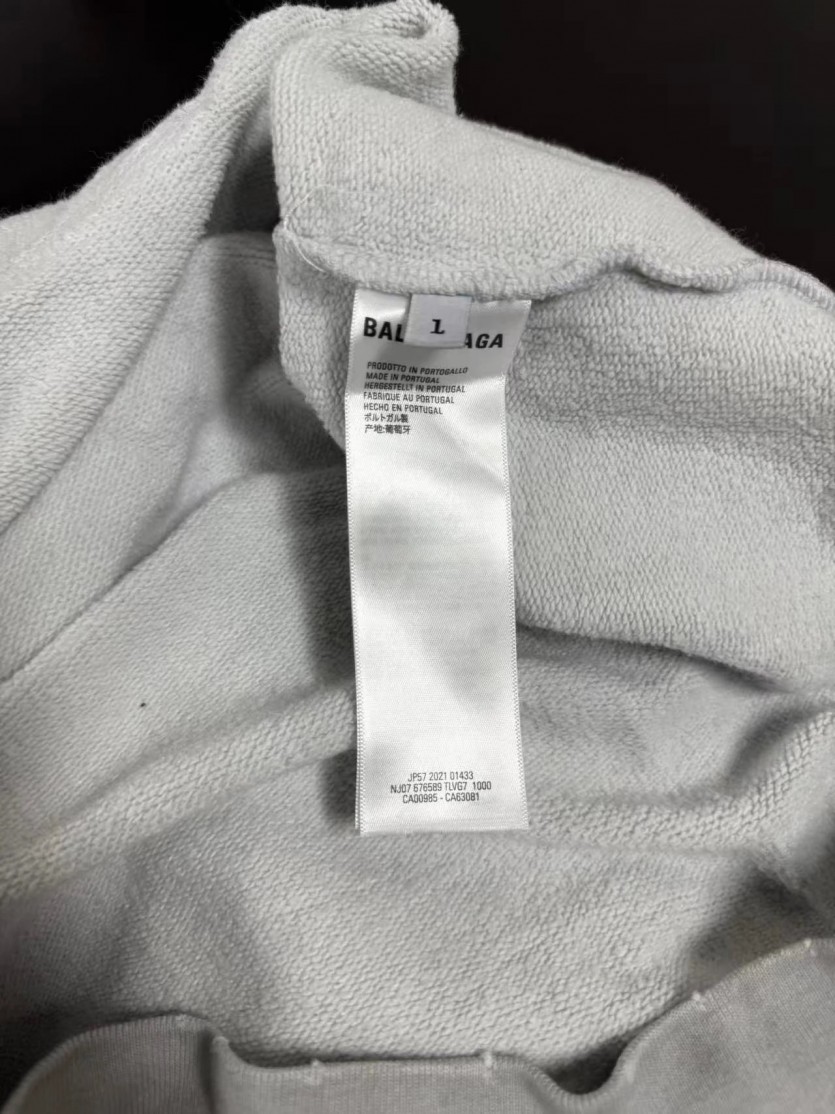 BAL AGA
1
PRODOTTO IN PORTOGALLO
MADE IN PORTUGAL
HERGESTELLT IN PORTUGAL
FABRIQUE AU PORTUGAL
HECHO EN PORTUGAL
ポルトガル製
产地:葡萄牙
JP57 2021 01433
NJ07 676589 TLVG7 1000
CA00985 - CA63081